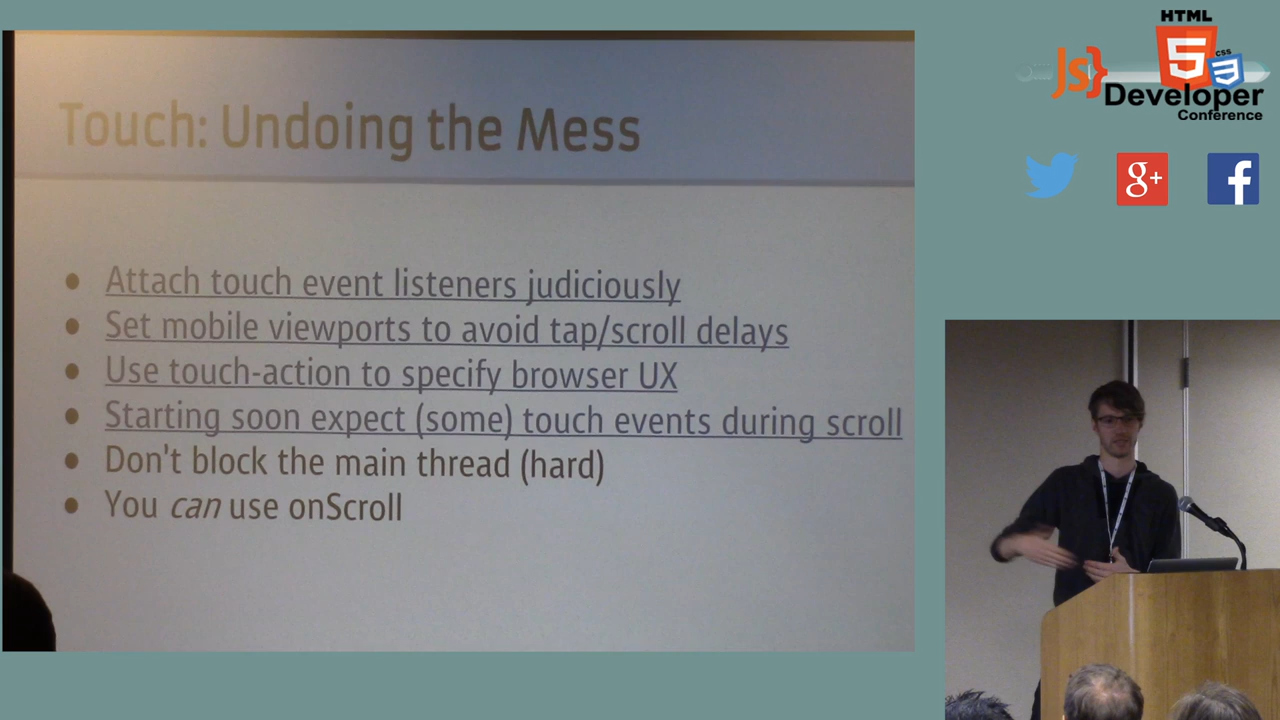 Touch: Undoing the Mess
• Attach touch event listeners judiciously
• Set mobile viewports to avoid tap/scroll delays
• Use touch-action to specify browser UX
• Starting soon expect (some) touch events during scroll
• Don't block the main thread (hard)
• You can use onScroll
HTML
JS} 5 CSS 3
Developer
Conference
g+ f